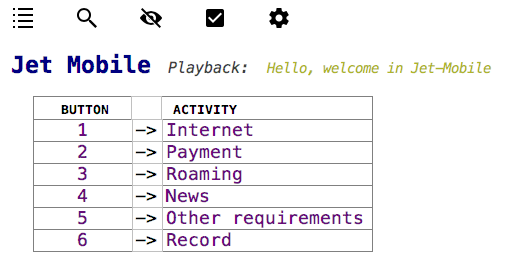 Jet Mobile Playback: Hello, welcome in Jet-Mobile
BUTTON ACTIVITY
1 —> Internet
2 —> Payment
3 —> Roaming
4 —> News
5 —> Other requirements
6 —> Record